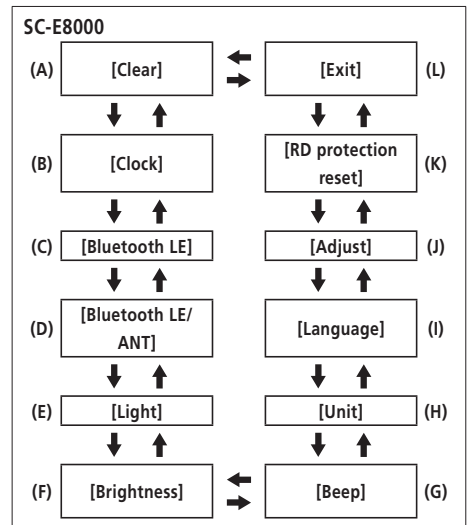 SC-E8000
(A) [Clear] [Exit] (L)
(B) [Clock] [RD protection
reset] (K)
(C) [Bluetooth LE] [Adjust] (J)
(D) [Bluetooth LE/
ANT] [Language] (I)
(E) [Light] [Unit] (H)
(F) [Brightness] [Beep] (G)